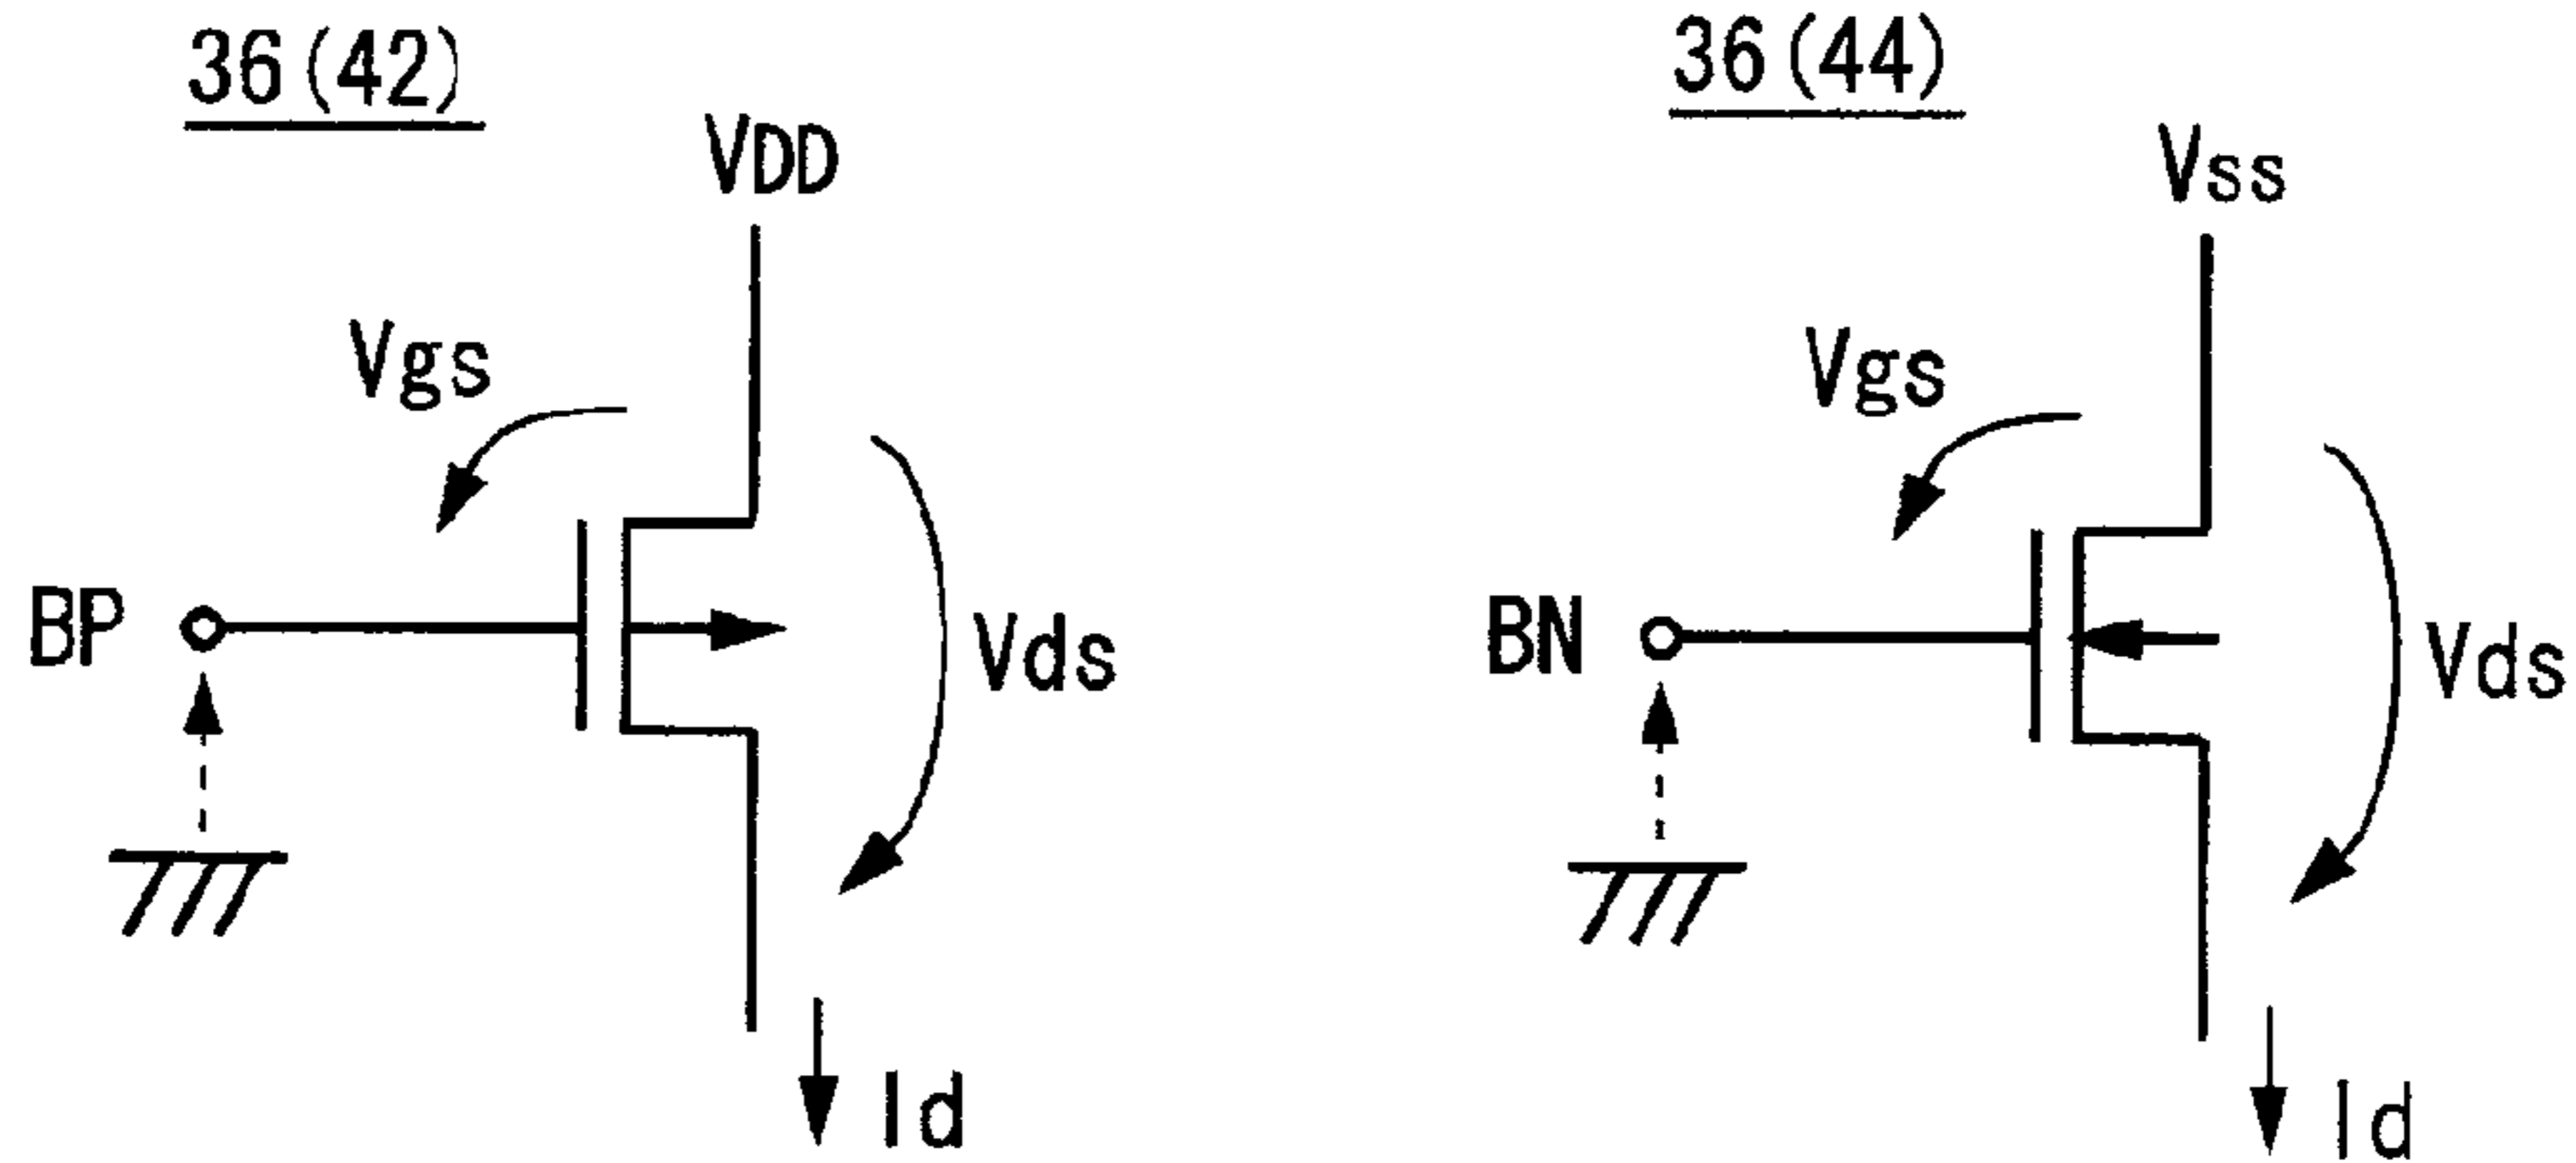 36(42)
VDD
Vgs
BP
Vds
Id
36(44)
Vss
Vgs
BN
Vds
Id